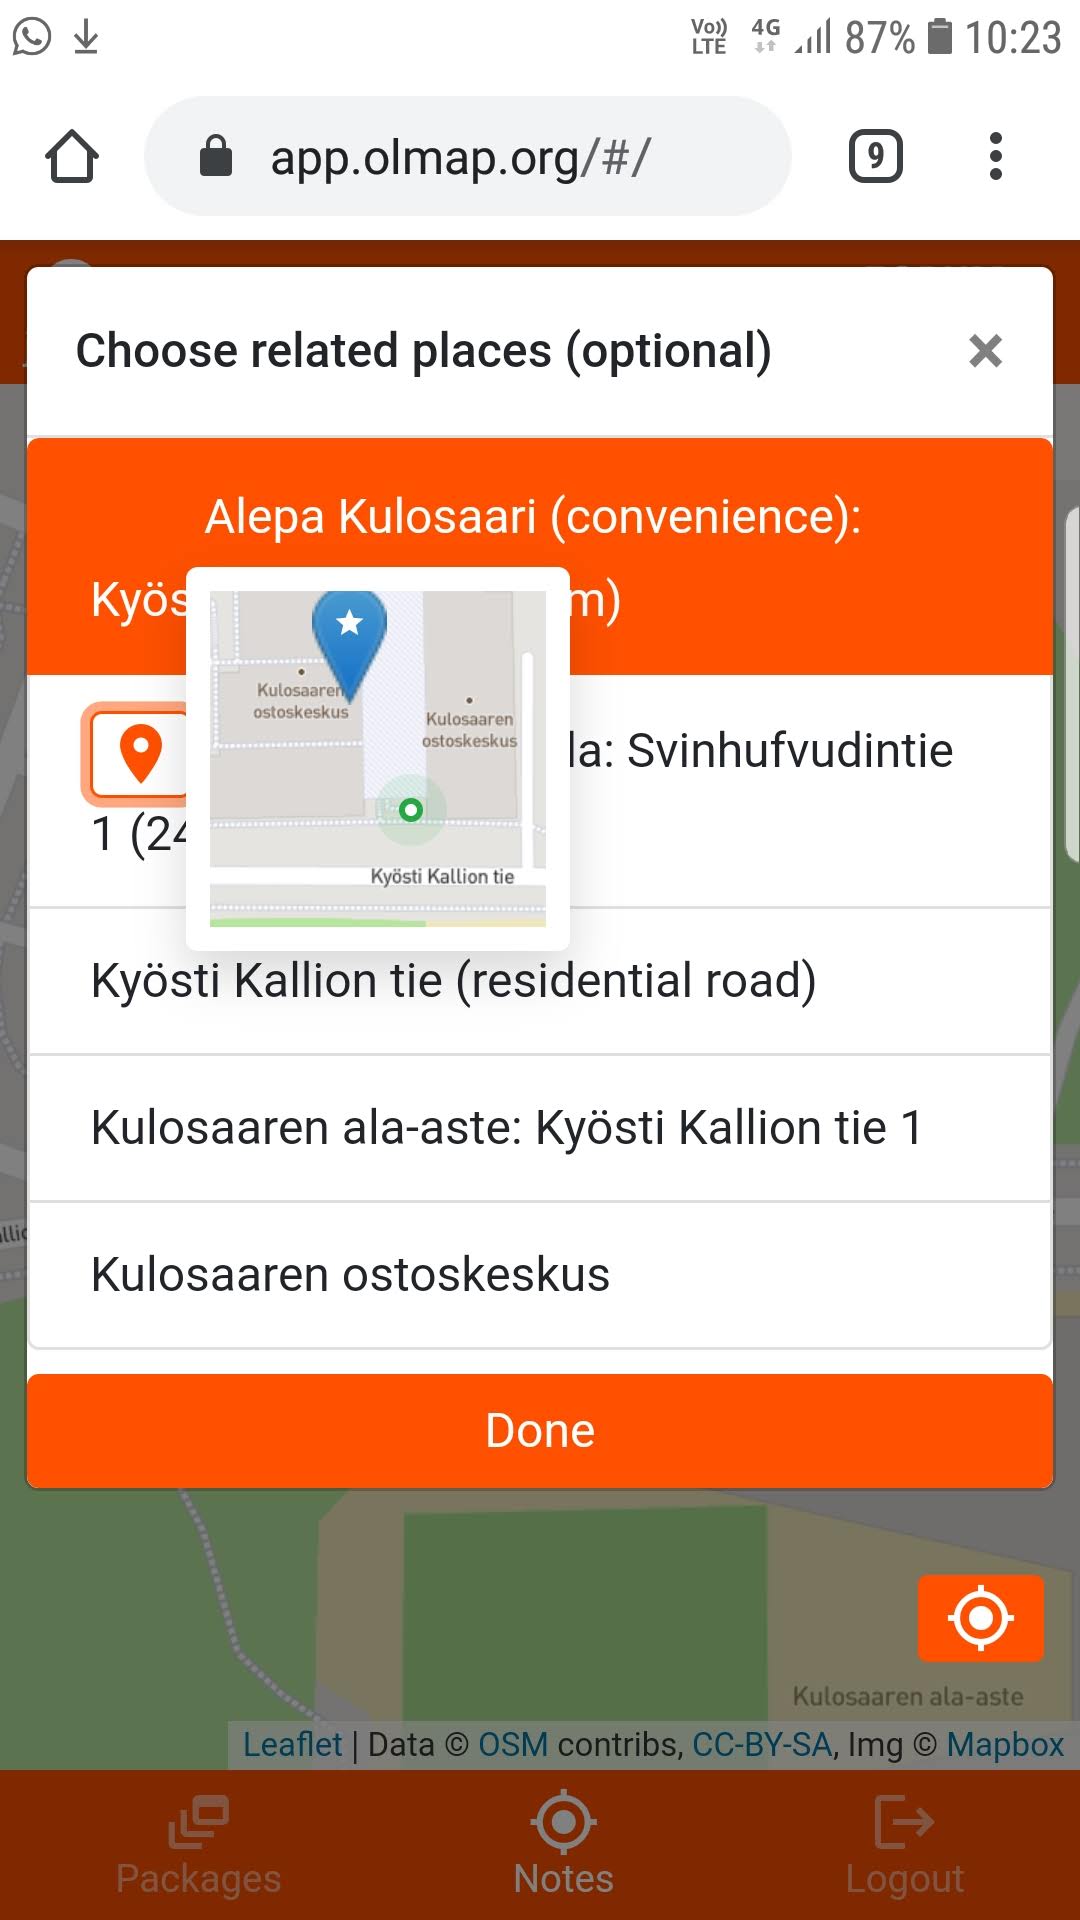 Vo)) LTE 4G 87% 10:23
app.olmap.org/#/
9
Choose related places (optional)
Alepa Kulosaari (convenience):
Kyös m)
la: Svinhufvudintie
1 (24
Kulosaaren
ostoskeskus
Kulosaaren
ostoskeskus
Kyösti Kallion tie
Kyösti Kallion tie (residential road)
Kulosaaren ala-aste: Kyösti Kallion tie 1
Kulosaaren ostoskeskus
Done
Kulosaaren ala-aste
Leaflet | Data © OSM contribs, CC-BY-SA, Img © Mapbox
Packages
Notes
Logout